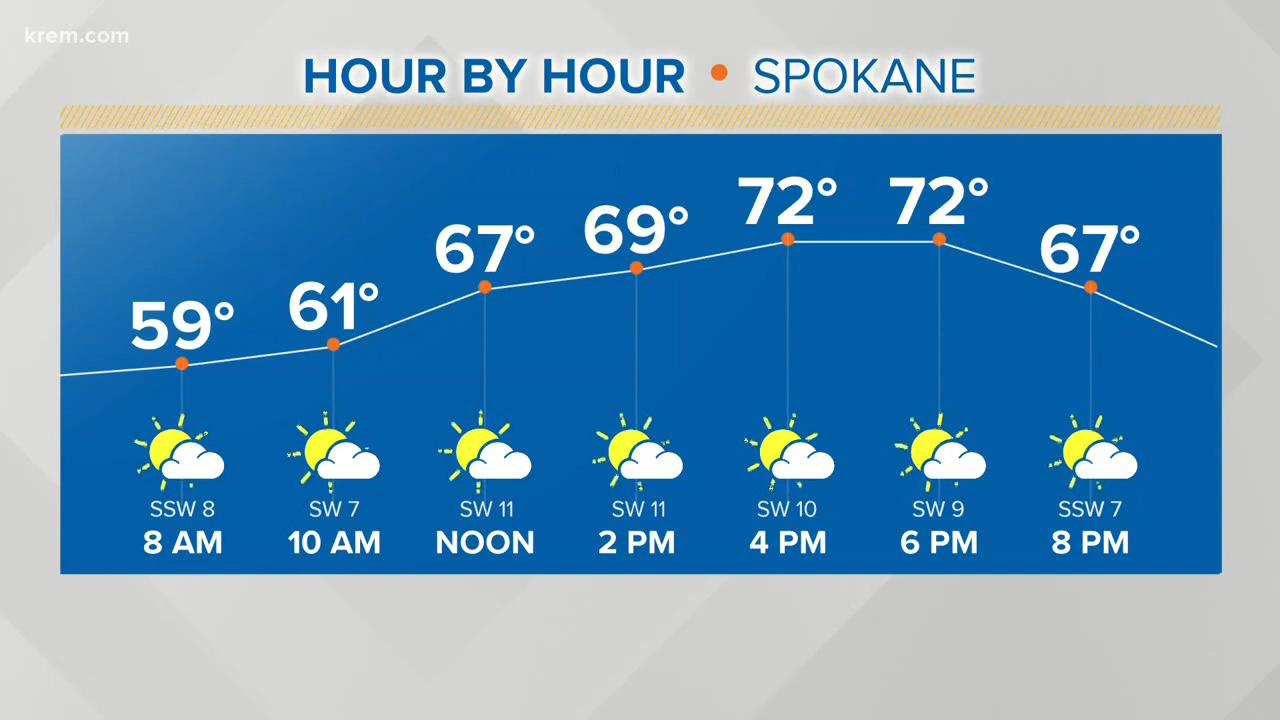 krem.com
HOUR BY HOUR • SPOKANE
59° 61° 67° 69° 72° 72° 67°
SSW 8 SW 7 SW 11 SW 11 SW 10 SW 9 SSW 7
8 AM 10 AM NOON 2 PM 4 PM 6 PM 8 PM